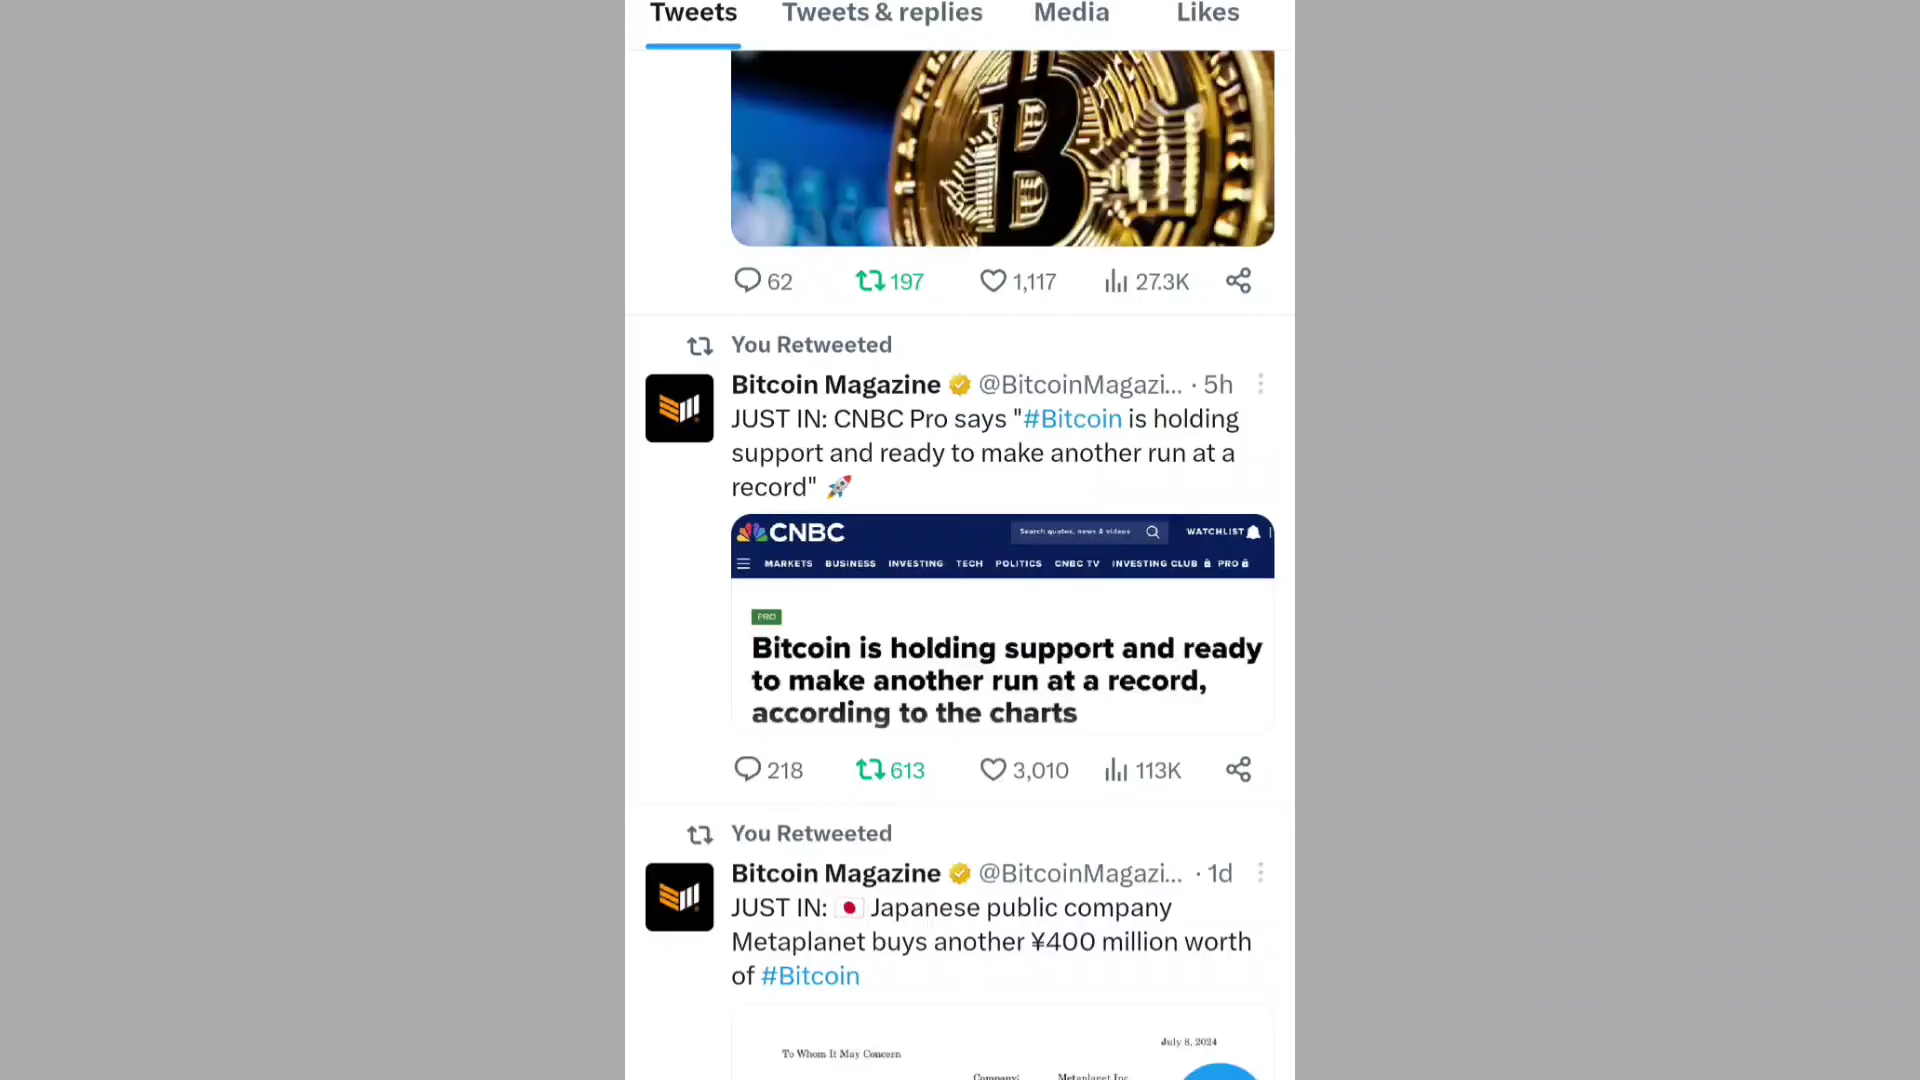 Tweets Tweets & replies Media Likes
62 197 1,117 27.3K
You Retweeted
Bitcoin Magazine @BitcoinMagazi... · 5h
JUST IN: CNBC Pro says "#Bitcoin is holding
support and ready to make another run at a
record" 🚀
CNBC Search quotes, news & videos WATCHLIST
MARKETS BUSINESS INVESTING TECH POLITICS CNBC TV INVESTING CLUB PRO
PRO
Bitcoin is holding support and ready
to make another run at a record,
according to the charts
218 613 3,010 113K
You Retweeted
Bitcoin Magazine @BitcoinMagazi... · 1d
JUST IN: 🇯🇵 Japanese public company
Metaplanet buys another ¥400 million worth
of #Bitcoin
July 8, 2024
To Whom It May Concern
Company: Metaplanet Inc.